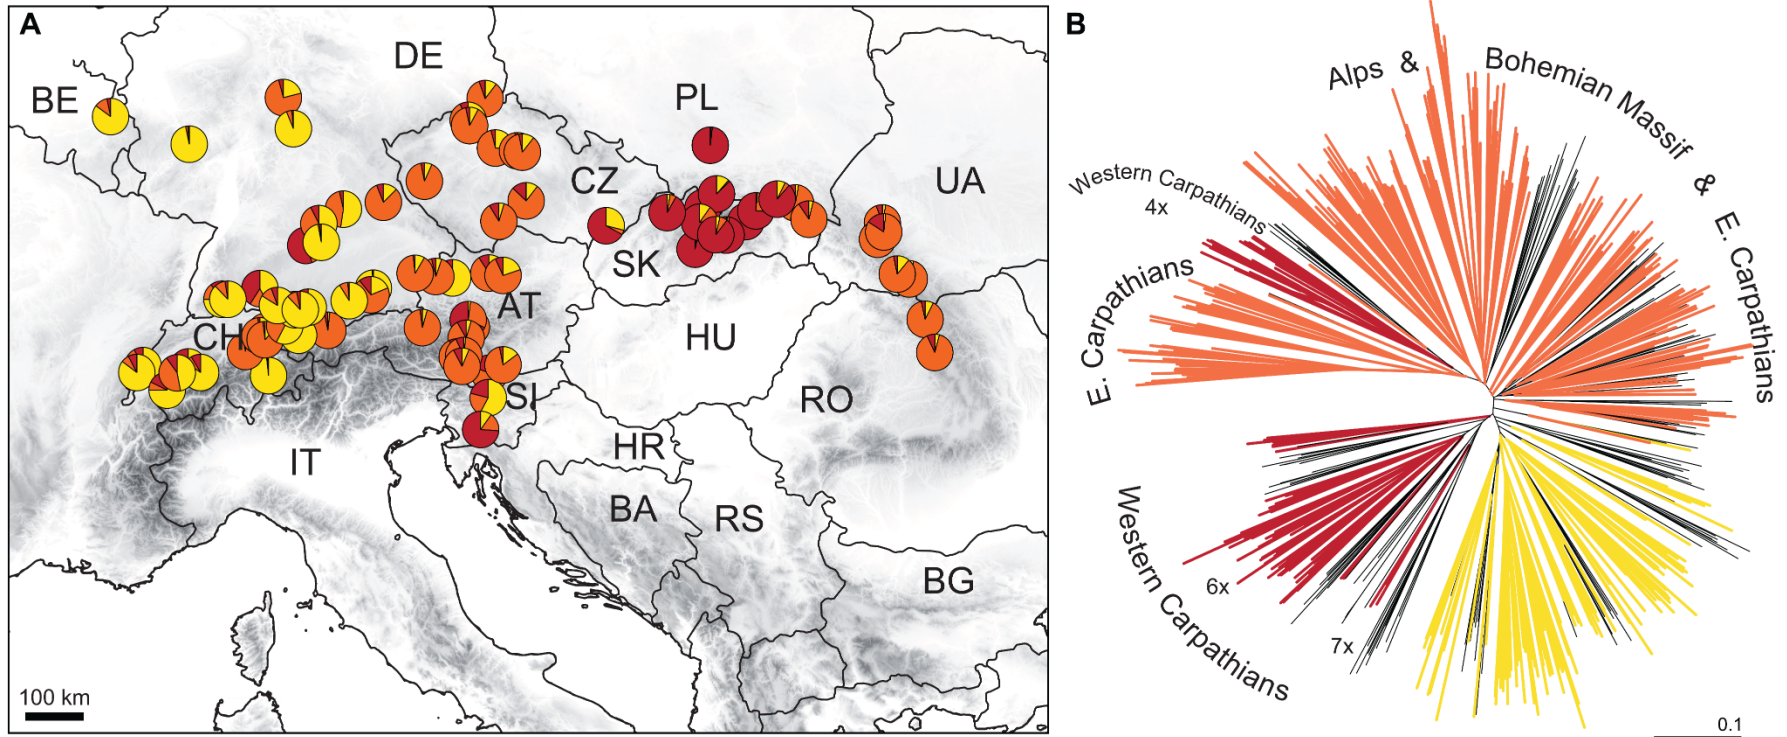 A
DE
BE
PL
CZ
UA
SK
AT
CH
HU
SI
RO
HR
IT
BA
RS
BG
100 km
B
Alps &
Bohemian Massif & E. Carpathians
Western Carpathians
4x
E. Carpathians
Western Carpathians
6x
7x
0.1